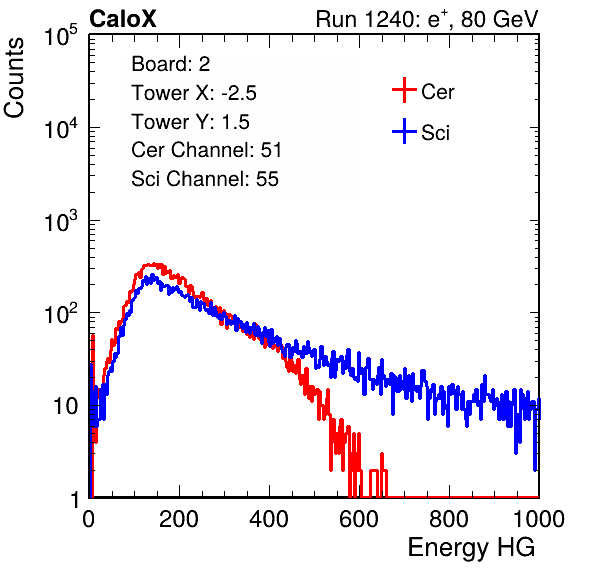 CaloX Run 1240: e⁺, 80 GeV
Counts
Board: 2
Tower X: -2.5
Tower Y: 1.5
Cer Channel: 51
Sci Channel: 55
Cer
Sci
10⁵
10⁴
10³
10²
10
1
0 200 400 600 800 1000
Energy HG